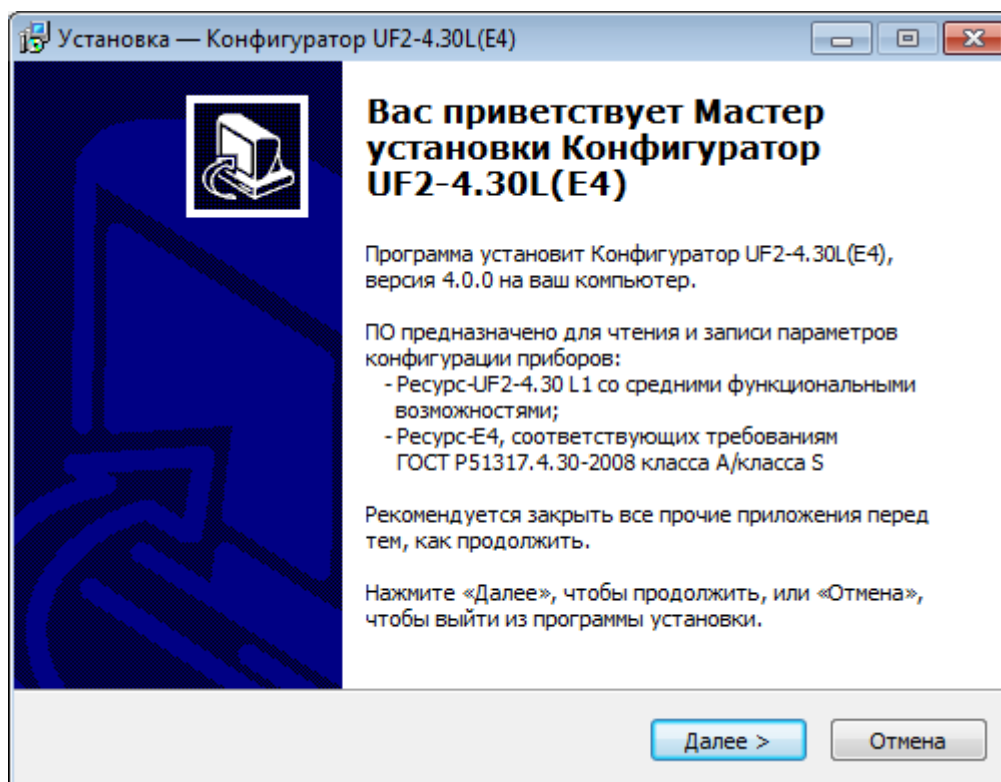 Установка — Конфигуратор UF2-4.30L(E4)
Вас приветствует Мастер
установки Конфигуратор
UF2-4.30L(E4)
Программа установит Конфигуратор UF2-4.30L(E4),
версия 4.0.0 на ваш компьютер.
ПО предназначено для чтения и записи параметров
конфигурации приборов:
- Ресурс-UF2-4.30 L1 со средними функциональными
возможностями;
- Ресурс-E4, соответствующих требованиям
ГОСТ Р51317.4.30-2008 класса А/класса S
Рекомендуется закрыть все прочие приложения перед
тем, как продолжить.
Нажмите «Далее», чтобы продолжить, или «Отмена»,
чтобы выйти из программы установки.
Далее >
Отмена